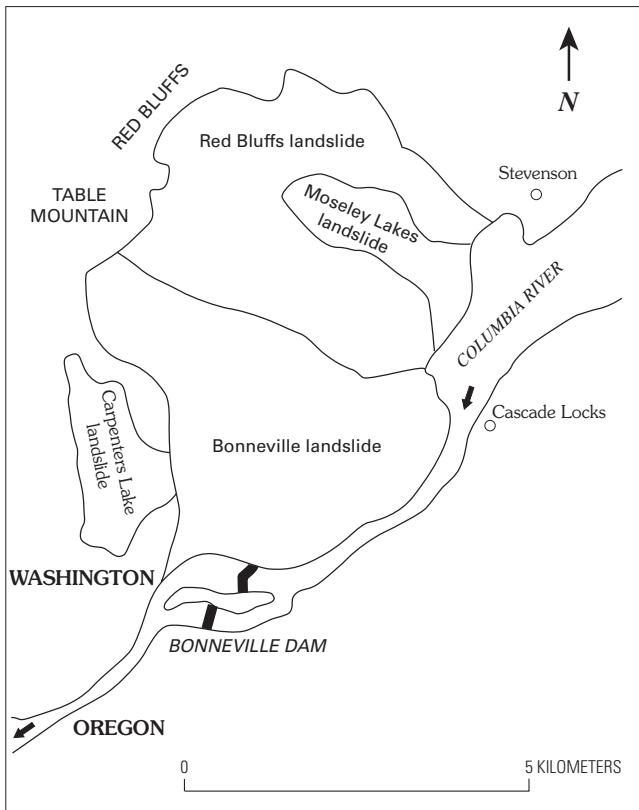 N
RED BLUFFS
Red Bluffs landslide
Stevenson
TABLE
MOUNTAIN
Moseley Lakes
landslide
COLUMBIA RIVER
Carpenters Lake
landslide
Cascade Locks
Bonneville landslide
WASHINGTON
BONNEVILLE DAM
OREGON
0
5 KILOMETERS